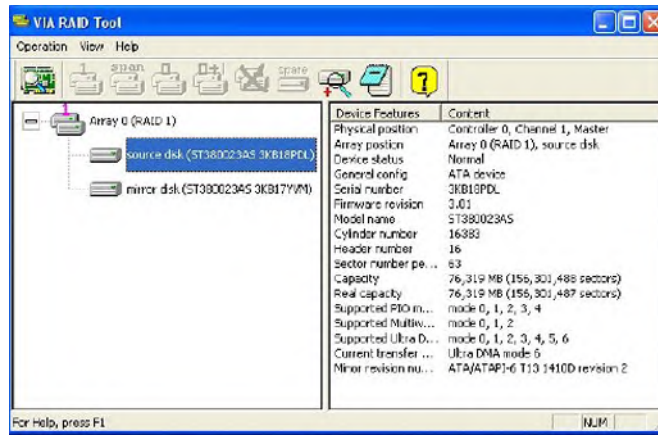 VIA RAID Tool
Operation View Help
1 span 0 0+1 spare
1
Array 0 (RAID 1)
source disk (ST380023AS 3KB18PDL)
mirror disk (ST380023AS 3KB17YVM)
Device Features Content
Physical position Controller 0, Channel 1, Master
Array position Array 0 (RAID 1), source disk
Device status Normal
General config ATA device
Serial number 3KB18PDL
Firmware revision 3.01
Model name ST380023AS
Cylinder number 16383
Header number 16
Sector number pe... 63
Capacity 76,319 MB (156,301,488 sectors)
Real capacity 76,319 MB (156,301,487 sectors)
Supported PIO m... mode 0, 1, 2, 3, 4
Supported Multiw... mode 0, 1, 2
Supported Ultra D... mode 0, 1, 2, 3, 4, 5, 6
Current transfer ... Ultra DMA mode 6
Minor revision nu... ATA/ATAPI-6 T13 1410D revision 2
For Help, press F1 NUM